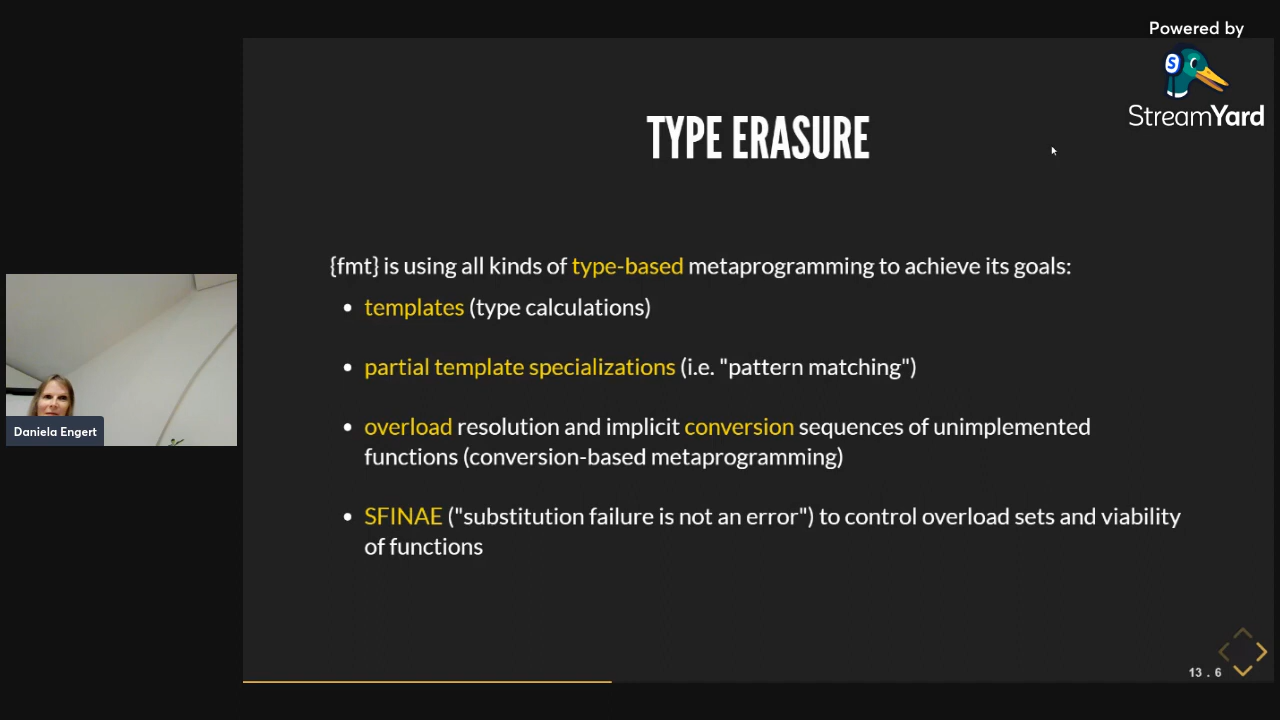 Powered by
StreamYard
TYPE ERASURE
{fmt} is using all kinds of type-based metaprogramming to achieve its goals:
• templates (type calculations)
• partial template specializations (i.e. "pattern matching")
• overload resolution and implicit conversion sequences of unimplemented
functions (conversion-based metaprogramming)
• SFINAE ("substitution failure is not an error") to control overload sets and viability
of functions
Daniela Engert
13 . 6